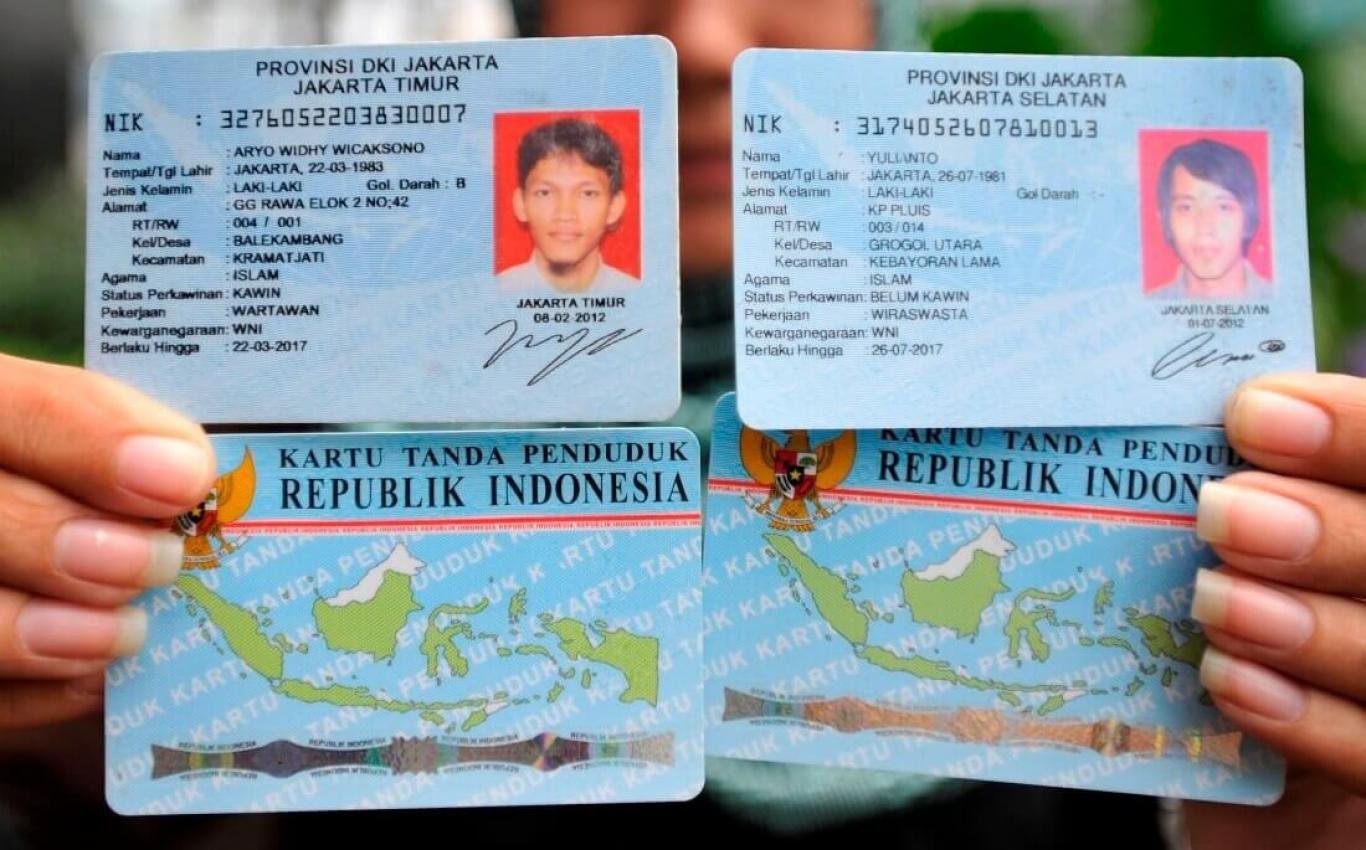 PROVINSI DKI JAKARTA
JAKARTA TIMUR
NIK : 3276052203830007
Nama : ARYO WIDHY WICAKSONO
Tempat/Tgl Lahir : JAKARTA, 22-03-1983
Jenis Kelamin : LAKI-LAKI Gol. Darah : B
Alamat : GG RAWA ELOK 2 NO:42
RT/RW : 004 / 001
Kel/Desa : BALEKAMBANG
Kecamatan : KRAMATJATI
Agama : ISLAM
Status Perkawinan : KAWIN
Pekerjaan : WARTAWAN
Kewarganegaraan: WNI
Berlaku Hingga : 22-03-2017
JAKARTA TIMUR
08-02-2012
PROVINSI DKI JAKARTA
JAKARTA SELATAN
NIK : 3174052607810013
Nama : YULIANTO
Tempat/Tgl Lahir : JAKARTA, 26-07-1981
Jenis Kelamin : LAKI-LAKI Gol Darah : -
Alamat : KP PLUIS
RT/RW : 003 / 014
Kel/Desa : GROGOL UTARA
Kecamatan : KEBAYORAN LAMA
Agama : ISLAM
Status Perkawinan: BELUM KAWIN
Pekerjaan : WIRASWASTA
Kewarganegaraan: WNI
Berlaku Hingga : 26-07-2017
JAKARTA SELATAN
01-07-2012
KARTU TANDA PENDUDUK
REPUBLIK INDONESIA
KARTU TANDA PENDUD
REPUBLIK INDON